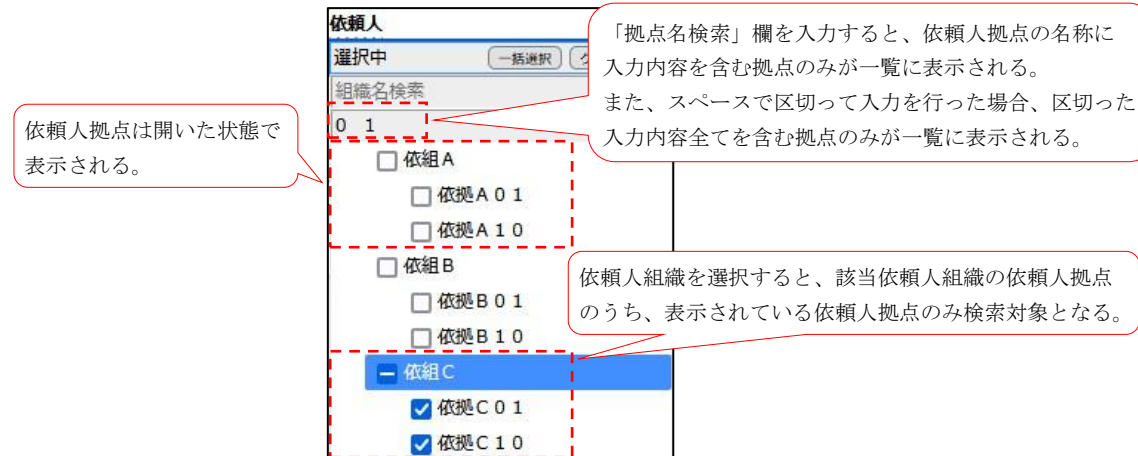 依頼人
選択中
一括選択
組織名検索
０　１
依組Ａ
依拠Ａ０１
依拠Ａ１０
依組Ｂ
依拠Ｂ０１
依拠Ｂ１０
依組Ｃ
依拠Ｃ０１
依拠Ｃ１０
依頼人拠点は開いた状態で
表示される。
「拠点名検索」欄を入力すると、依頼人拠点の名称に
入力内容を含む拠点のみが一覧に表示される。
また、スペースで区切って入力を行った場合、区切った
入力内容全てを含む拠点のみが一覧に表示される。
依頼人組織を選択すると、該当依頼人組織の依頼人拠点
のうち、表示されている依頼人拠点のみ検索対象となる。